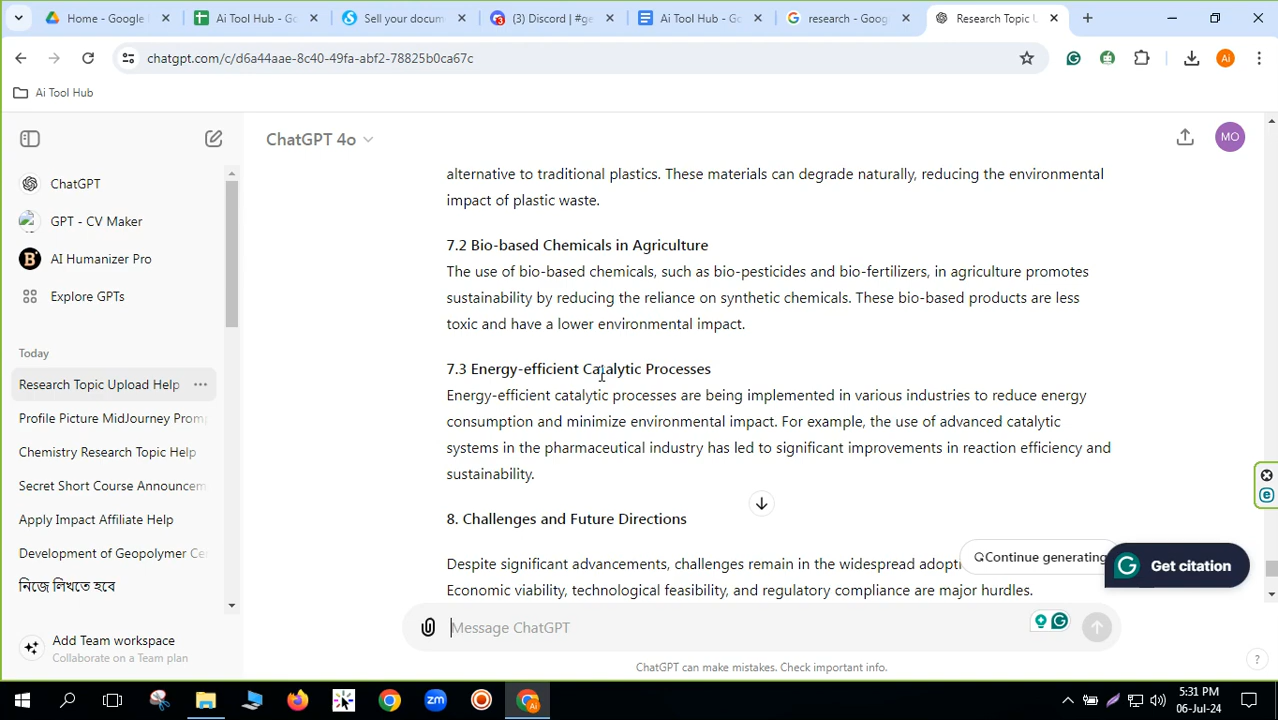 Home - Google
Ai Tool Hub - Go
Sell your docum
(3) Discord | #ge
Ai Tool Hub - Go
research - Goog
Research Topic U
chatgpt.com/c/d6a44aae-8c40-49fa-abf2-78825b0ca67c
Ai
Ai Tool Hub
ChatGPT 4o
MO
ChatGPT
GPT - CV Maker
AI Humanizer Pro
Explore GPTs
Today
Research Topic Upload Help
Profile Picture MidJourney Prom
Chemistry Research Topic Help
Secret Short Course Announcem
Apply Impact Affiliate Help
Development of Geopolymer Ce
নিজে লিখতে হবে
Add Team workspace
Collaborate on a Team plan
alternative to traditional plastics. These materials can degrade naturally, reducing the environmental
impact of plastic waste.
7.2 Bio-based Chemicals in Agriculture
The use of bio-based chemicals, such as bio-pesticides and bio-fertilizers, in agriculture promotes
sustainability by reducing the reliance on synthetic chemicals. These bio-based products are less
toxic and have a lower environmental impact.
7.3 Energy-efficient Catalytic Processes
Energy-efficient catalytic processes are being implemented in various industries to reduce energy
consumption and minimize environmental impact. For example, the use of advanced catalytic
systems in the pharmaceutical industry has led to significant improvements in reaction efficiency and
sustainability.
8. Challenges and Future Directions
Despite significant advancements, challenges remain in the widespread adopti
Economic viability, technological feasibility, and regulatory compliance are major hurdles.
Continue generating
Get citation
Message ChatGPT
ChatGPT can make mistakes. Check important info.
?
zm
Ai
5:31 PM
06-Jul-24